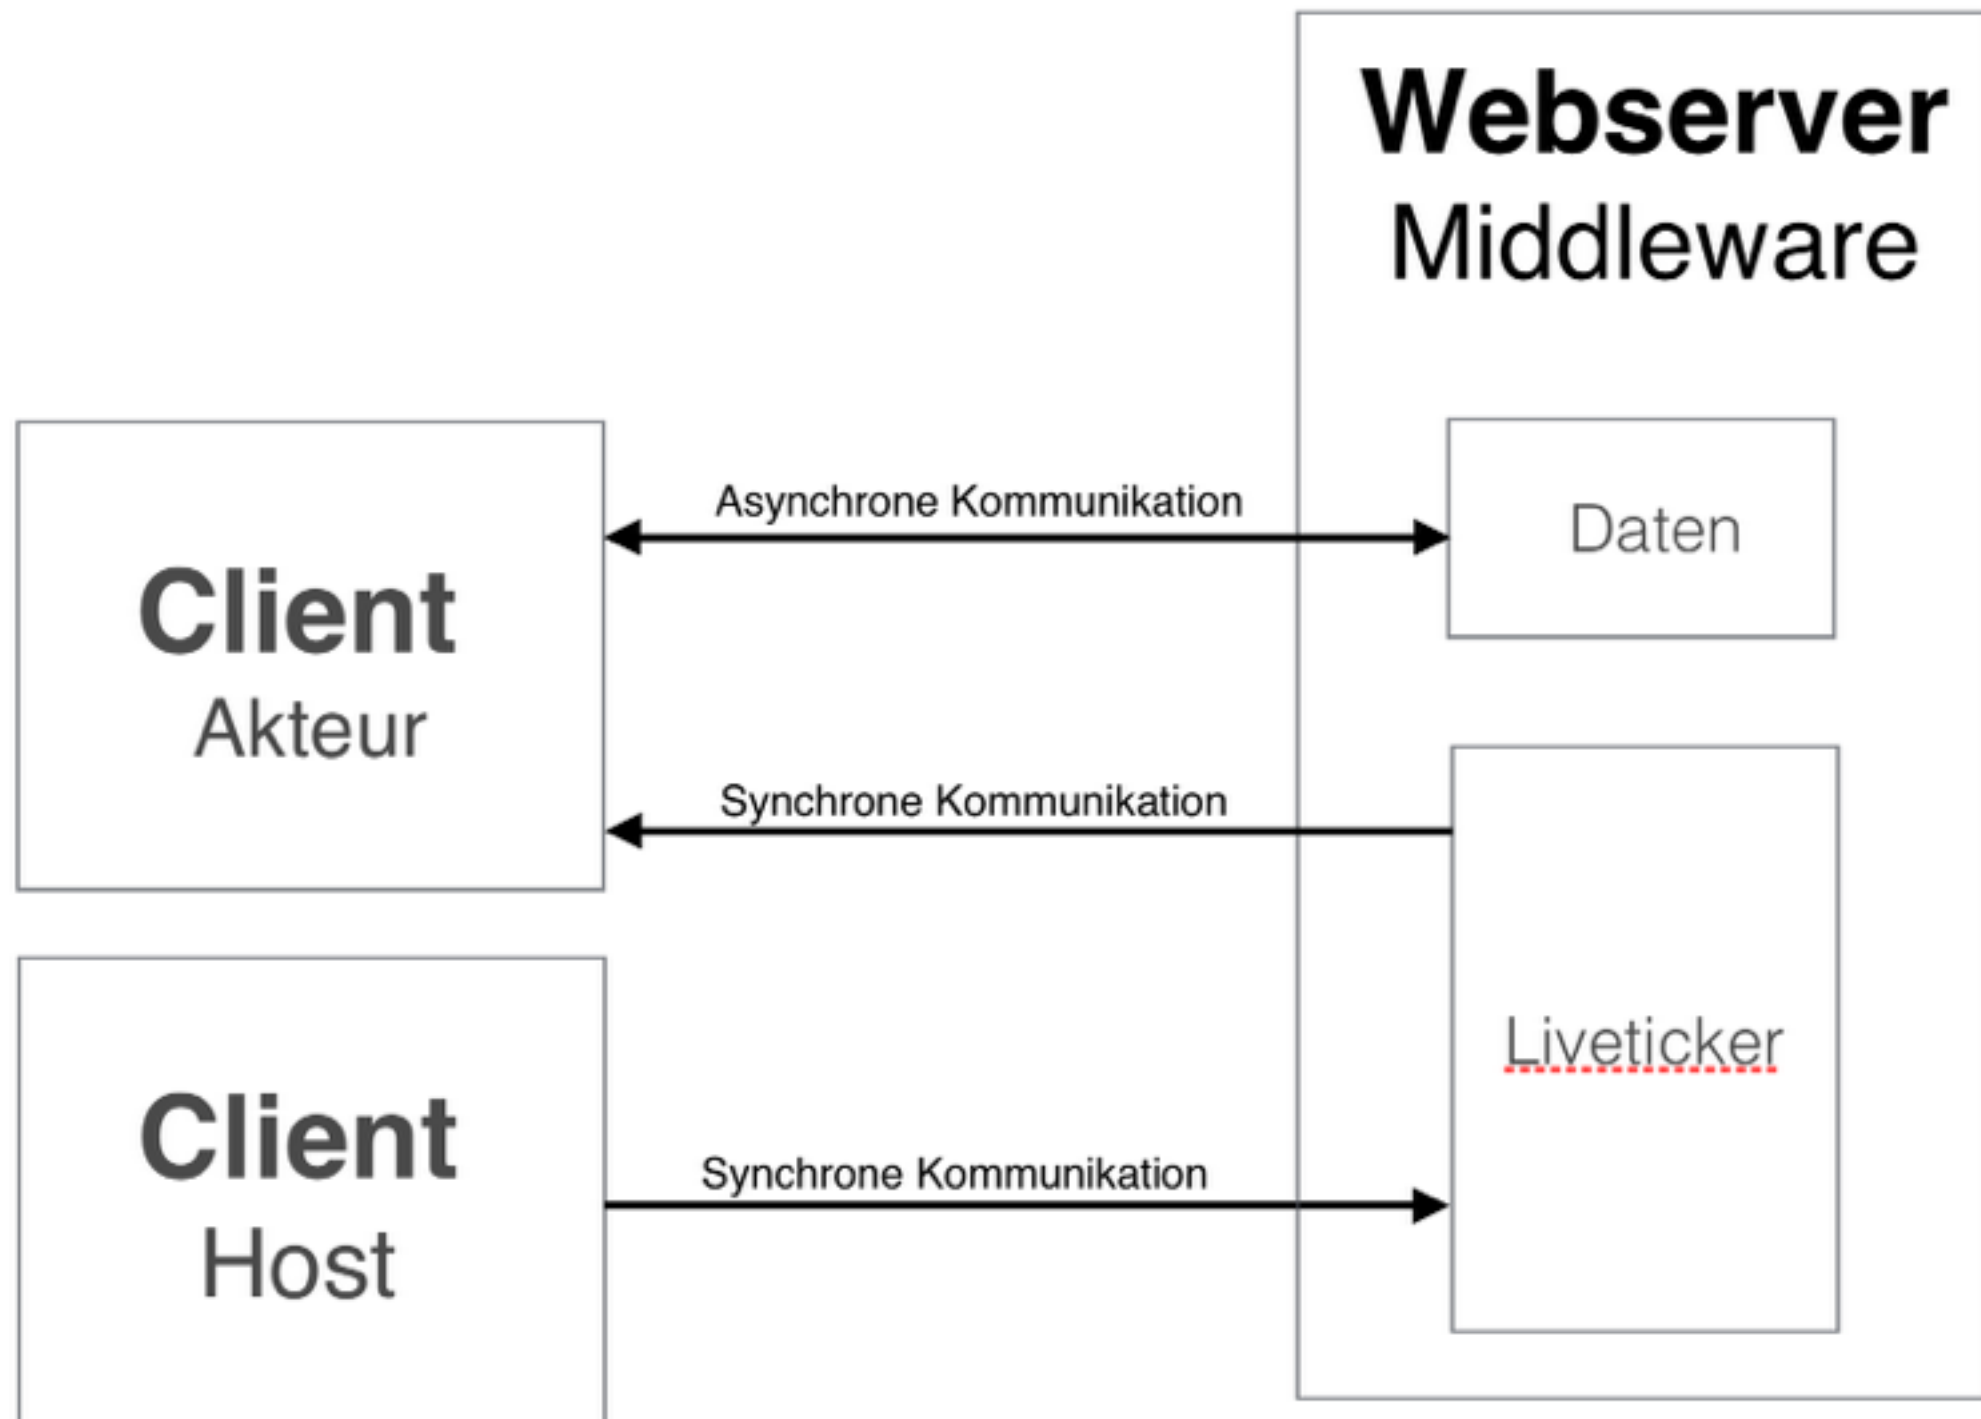 Webserver
Middleware
Asynchrone Kommunikation
Daten
Client
Akteur
Synchrone Kommunikation
Liveticker
Client
Host
Synchrone Kommunikation